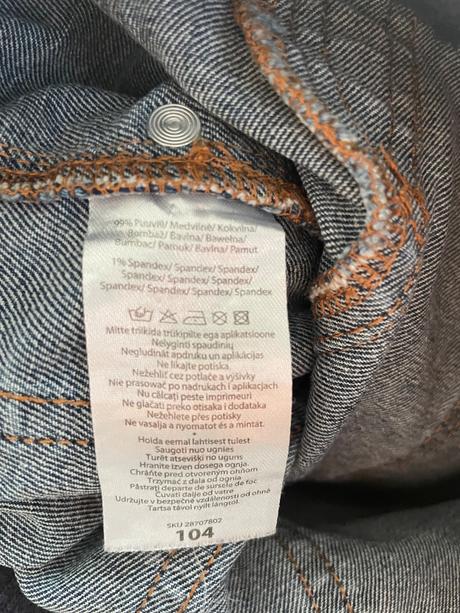 99% Puuvill/ Medvilnė/ Kokvilna/
Bombaž/ Bavlna/ Bawełna/
Bumbac/ Pamuk/ Bavlna/ Pamut
1% Spandex/ Spandex/ Spandex/
Spandex/ Spandex/ Spandex/
Spandex/ Spandex/ Spandex/ Spandex
Mitte triikida trükipilte ega aplikatsioone
Nelyginti spaudinių
Negludināt apdruku un aplikācijas
Ne likajte potiska.
Nežehliť cez potlače a výšivky
Nie prasować po nadrukach i aplikacjach
Nu călcați peste imprimeuri
Ne glačati preko otisaka i dodataka
Nežehlete přes potisky
Ne vasalja a nyomatot és a mintát.
•
Hoida eemal lahtisest tulest
Saugoti nuo ugnies
Turēt atsevišķi no uguns
Hranite izven dosega ognja.
Chráňte pred otvoreným ohňom
Trzymać z dala od ognia
Păstrați departe de sursele de foc
Čuvati dalje od vatre
Udržujte v bezpečné vzdálenosti od ohně
Tartsa távol nyílt lángtól.
SKU 28707802
104